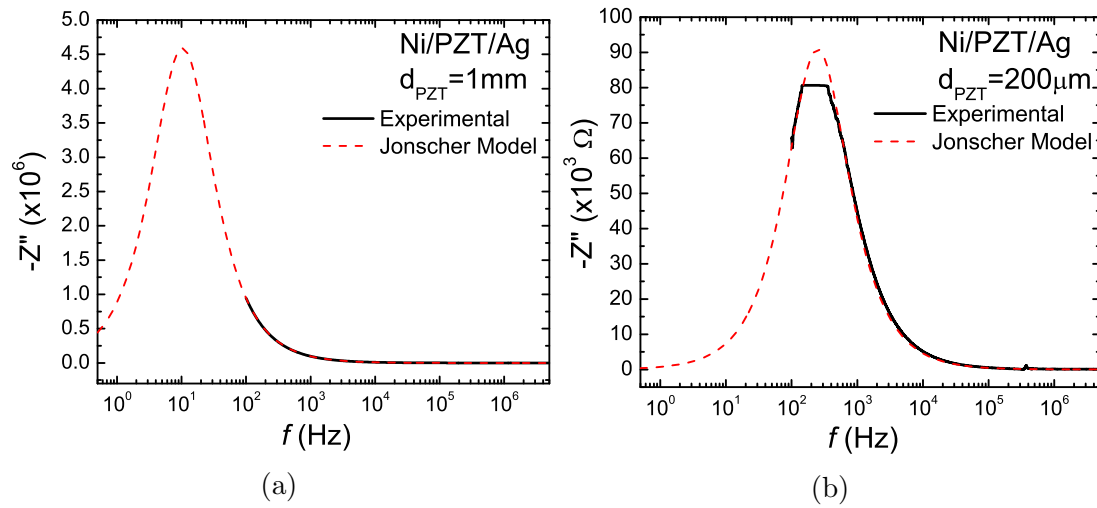 Ni/PZT/Ag
d_PZT=1mm
Experimental
Jonscher Model
-Z" (x10^6)
5.0
4.5
4.0
3.5
3.0
2.5
2.0
1.5
1.0
0.5
0.0
10^0 10^1 10^2 10^3 10^4 10^5 10^6
f (Hz)
(a)
Ni/PZT/Ag
d_PZT=200μm
Experimental
Jonscher Model
-Z" (x10^3 Ω)
100
90
80
70
60
50
40
30
20
10
0
10^0 10^1 10^2 10^3 10^4 10^5 10^6
f (Hz)
(b)